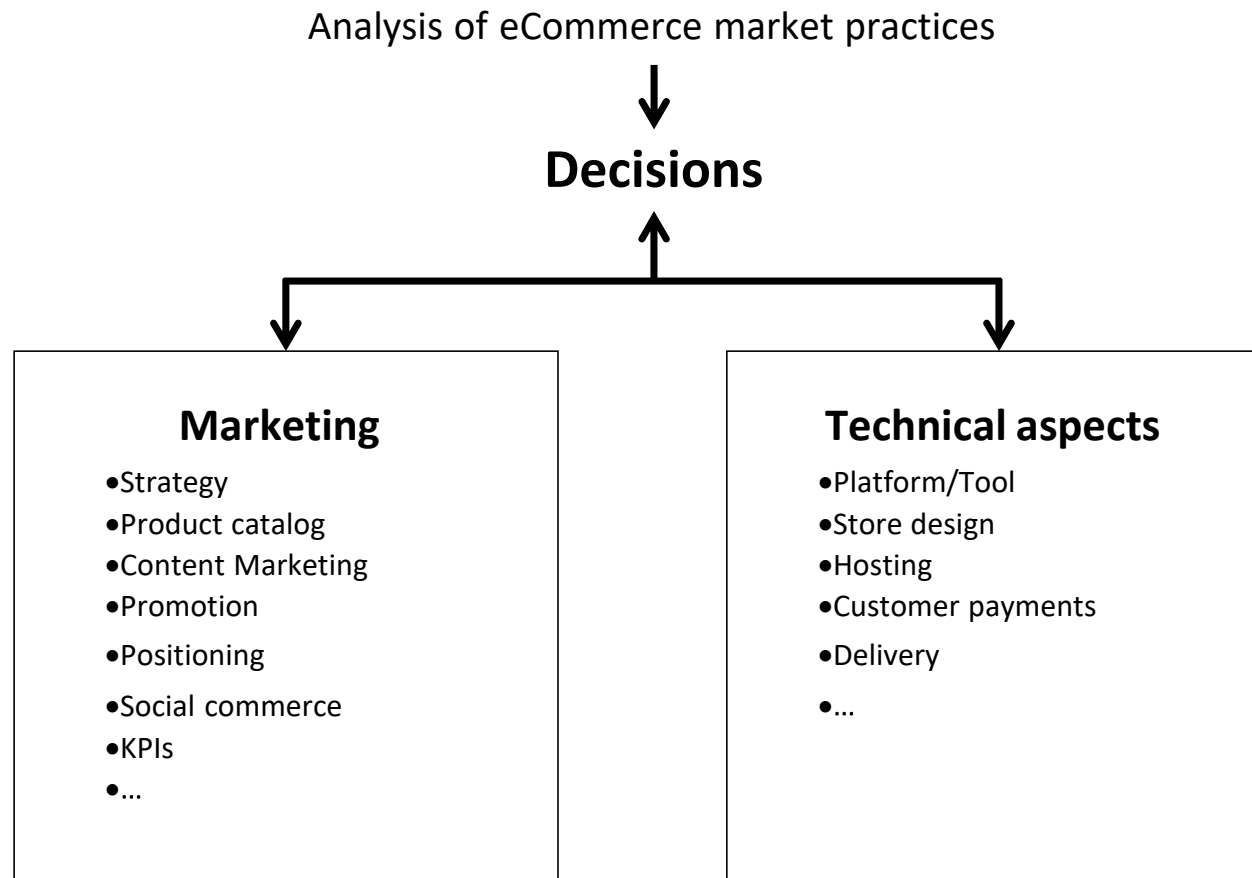 Analysis of eCommerce market practices
Decisions
Marketing
•Strategy
•Product catalog
•Content Marketing
•Promotion
•Positioning
•Social commerce
•KPIs
•...
Technical aspects
•Platform/Tool
•Store design
•Hosting
•Customer payments
•Delivery
•...